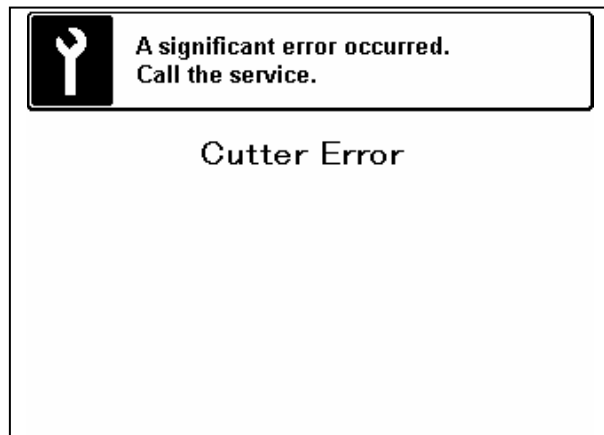 A significant error occurred.
Call the service.
Cutter Error